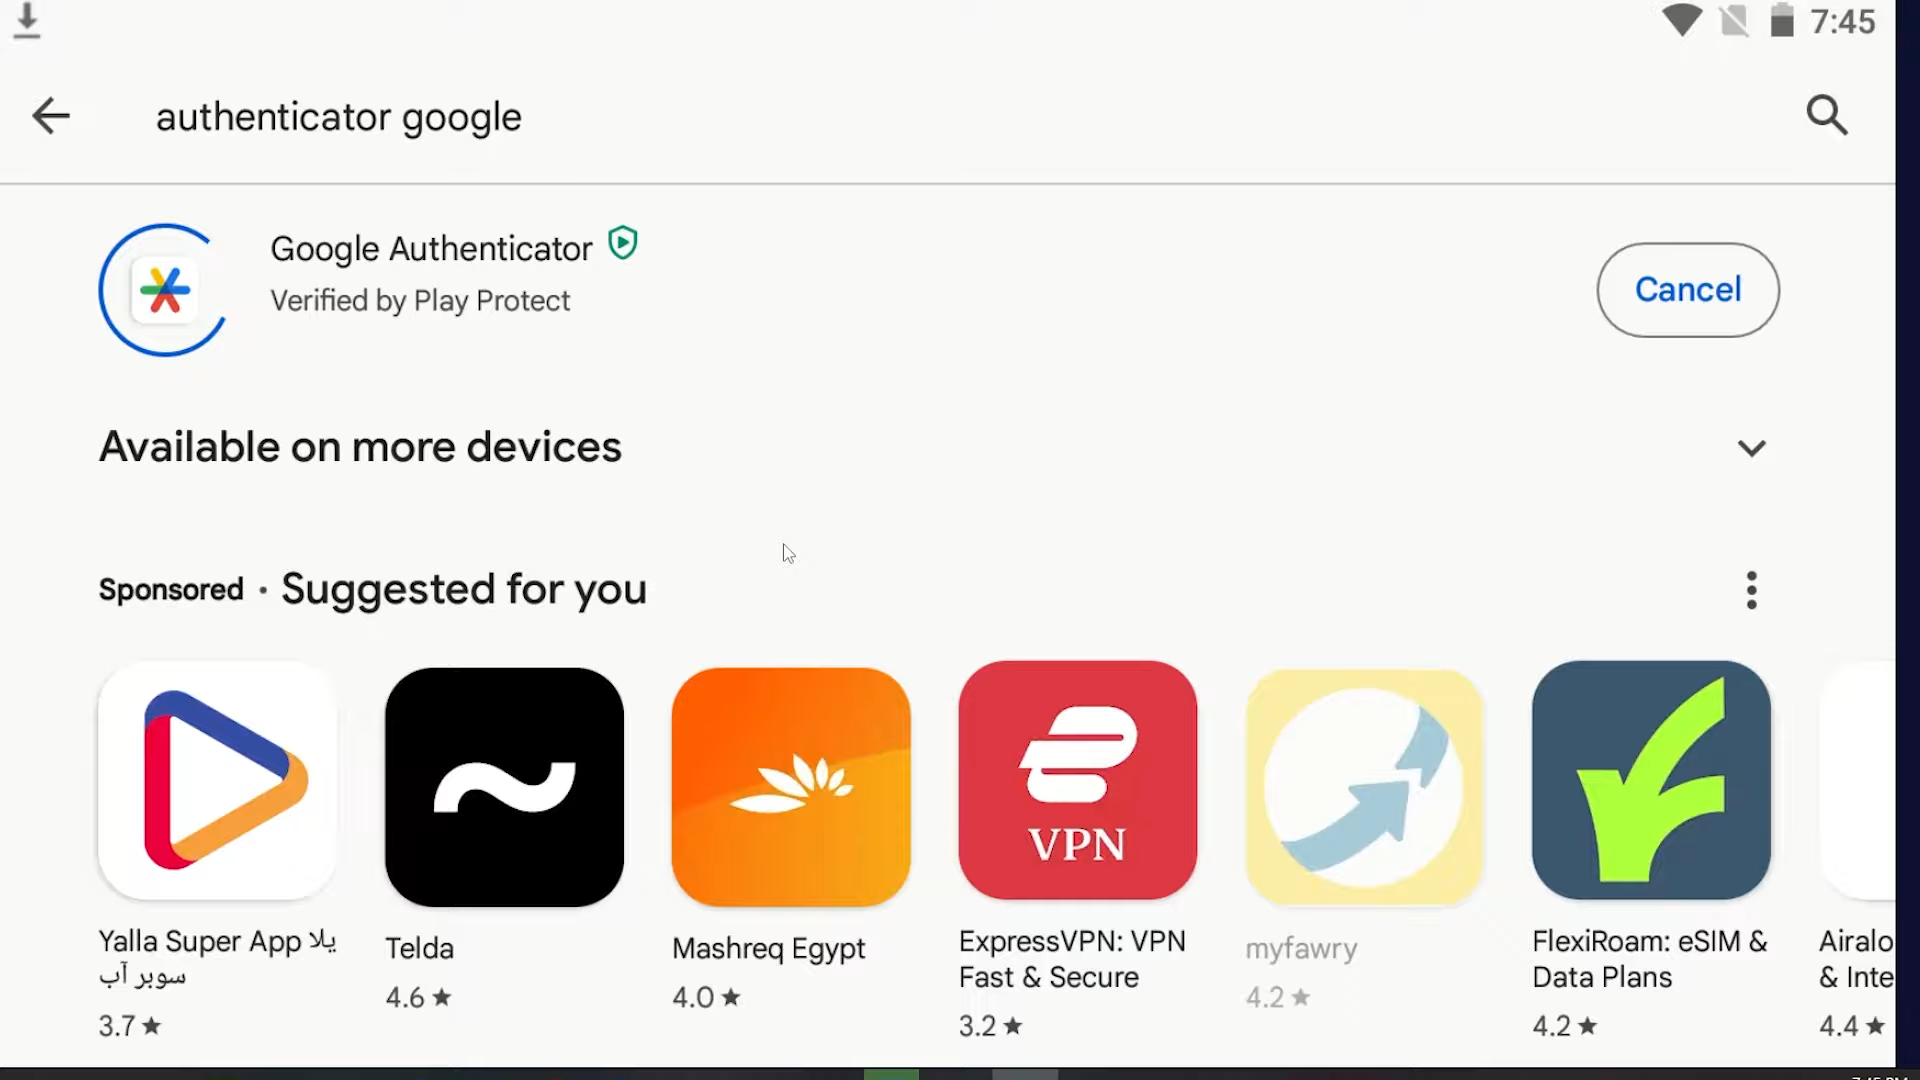 7:45
authenticator google
Google Authenticator
Verified by Play Protect
Cancel
Available on more devices
Sponsored · Suggested for you
VPN
Yalla Super App يلا
سوبر آب
3.7 ★
Telda
4.6 ★
Mashreq Egypt
4.0 ★
ExpressVPN: VPN
Fast & Secure
3.2 ★
myfawry
4.2 ★
FlexiRoam: eSIM &
Data Plans
4.2 ★
Airalo
& Inte
4.4 ★